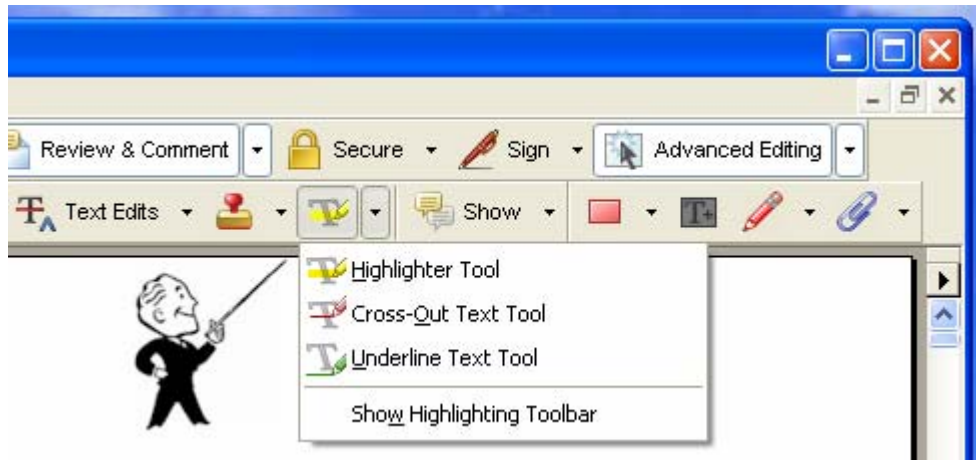 Review & Comment Secure Sign Advanced Editing
Text Edits Show
Highlighter Tool
Cross-Out Text Tool
Underline Text Tool
Show Highlighting Toolbar